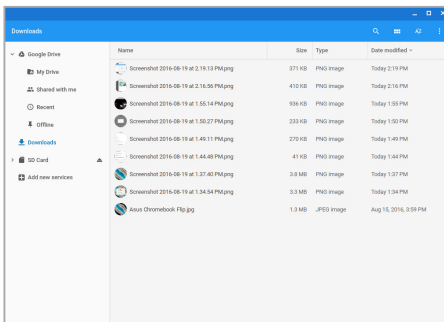 Downloads
AZ
Google Drive
My Drive
Shared with me
Recent
Offline
Downloads
SD Card
Add new services
Name Size Type Date modified
Screenshot 2016-08-19 at 2.19.13 PM.png 371 KB PNG image Today 2:19 PM
Screenshot 2016-08-19 at 2.16.56 PM.png 410 KB PNG image Today 2:16 PM
Screenshot 2016-08-19 at 1.55.14 PM.png 936 KB PNG image Today 1:55 PM
Screenshot 2016-08-19 at 1.50.27 PM.png 233 KB PNG image Today 1:50 PM
Screenshot 2016-08-19 at 1.49.11 PM.png 270 KB PNG image Today 1:49 PM
Screenshot 2016-08-19 at 1.44.48 PM.png 41 KB PNG image Today 1:44 PM
Screenshot 2016-08-19 at 1.37.40 PM.png 3.8 MB PNG image Today 1:37 PM
Screenshot 2016-08-19 at 1.34.54 PM.png 3.3 MB PNG image Today 1:34 PM
Asus Chromebook Flip.jpg 1.3 MB JPEG image Aug 15, 2016, 3:59 PM